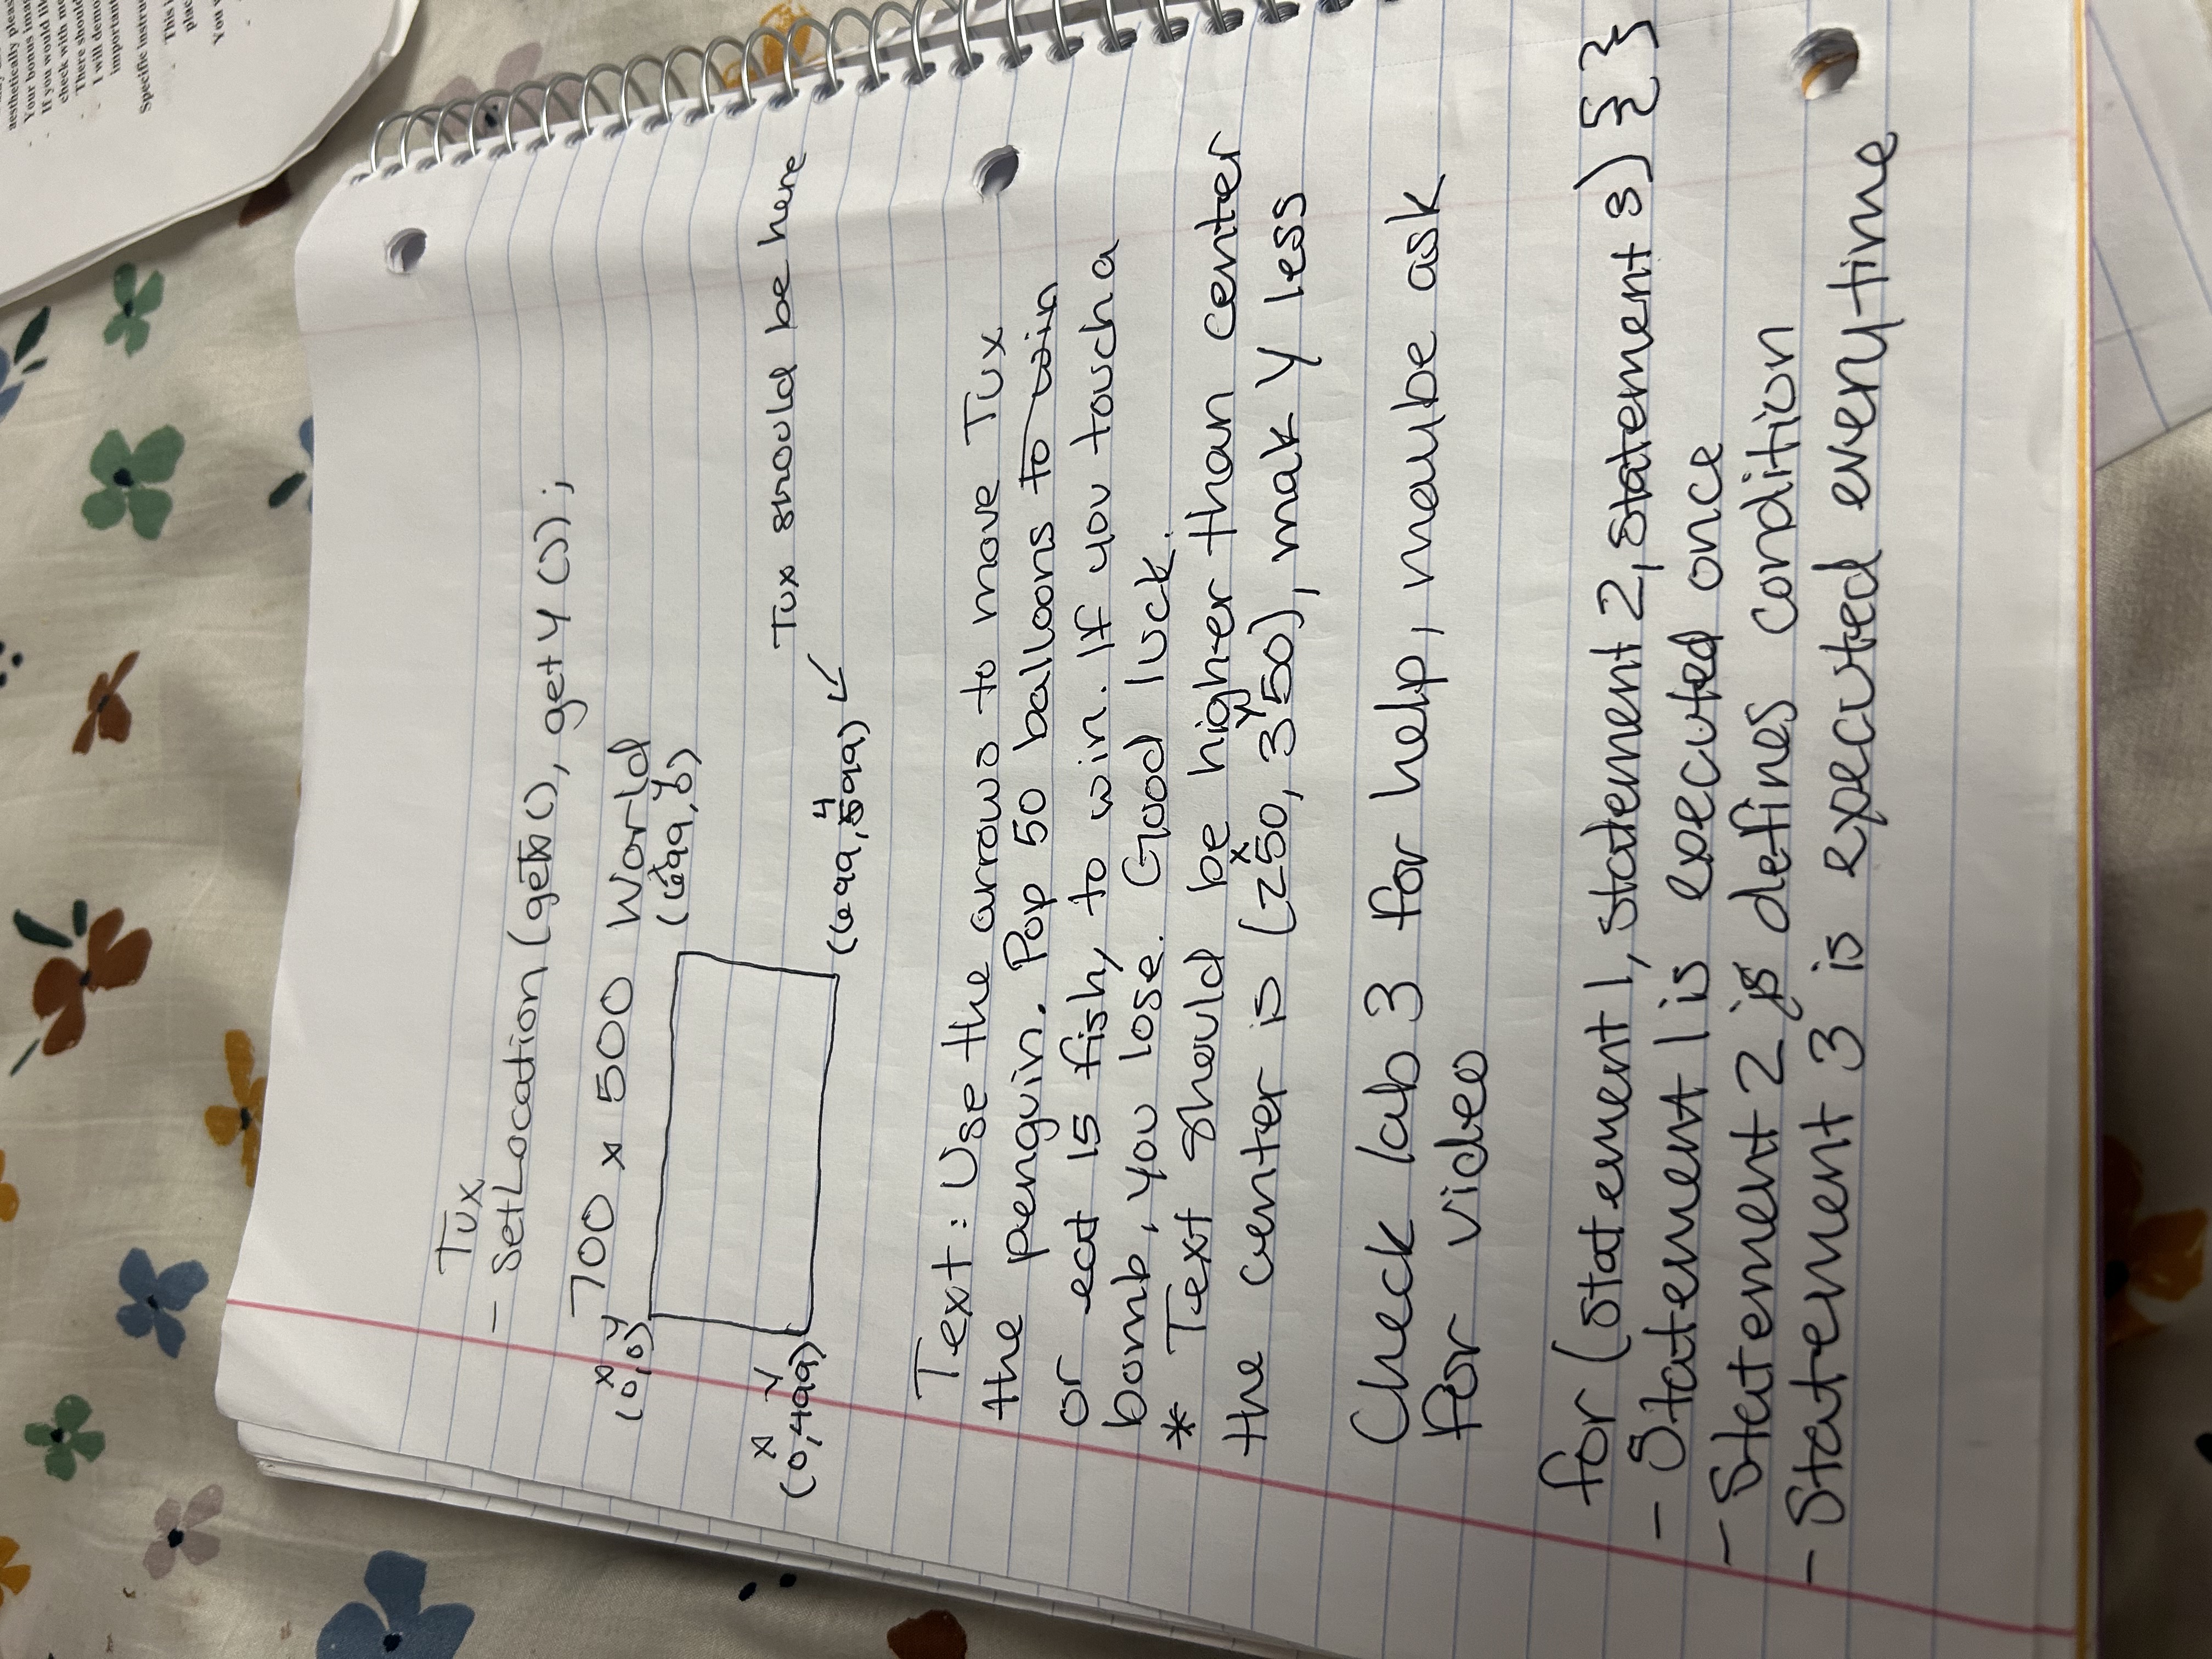 aesthetically pleas
- Your bonus ima
- If you would lik
check with me
- There should
- I will demo
important
Specific instruc
- This i
plac
You v
Tux
- SetLocation (getX(), getY());
700 x 500 World
x y
(0,0)
x y
(699,0)
Tux should be here
x y
(0,499)
4
(699,599)
Text: Use the arrows to move Tux
the penguin. Pop 50 balloons to win
or eat 15 fish, to win. If you touch a
bomb, you lose. Good luck.
* Text should be higher than center
x y
the center is (250, 350), mak y less
Check lab 3 for help, maybe ask
for video
for (statement 1, statement 2, statement 3) { }
- Statement 1 is executed once
- Statement 2 is defines condition
- Statement 3 is executed everytime